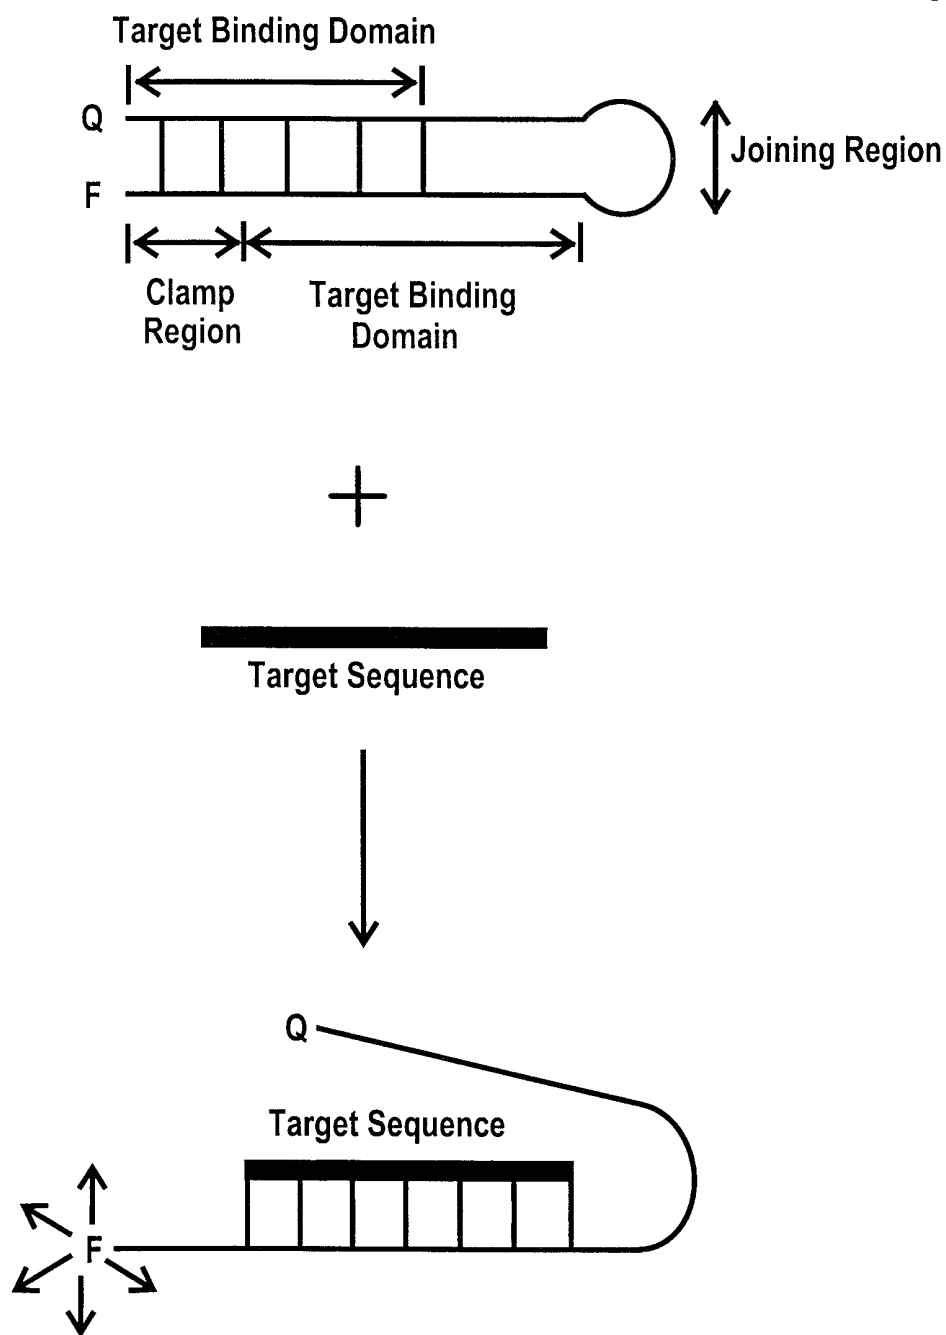 Target Binding Domain
Q
Joining Region
F
Clamp
Region
Target Binding
Domain
+
Target Sequence
Q
Target Sequence
F